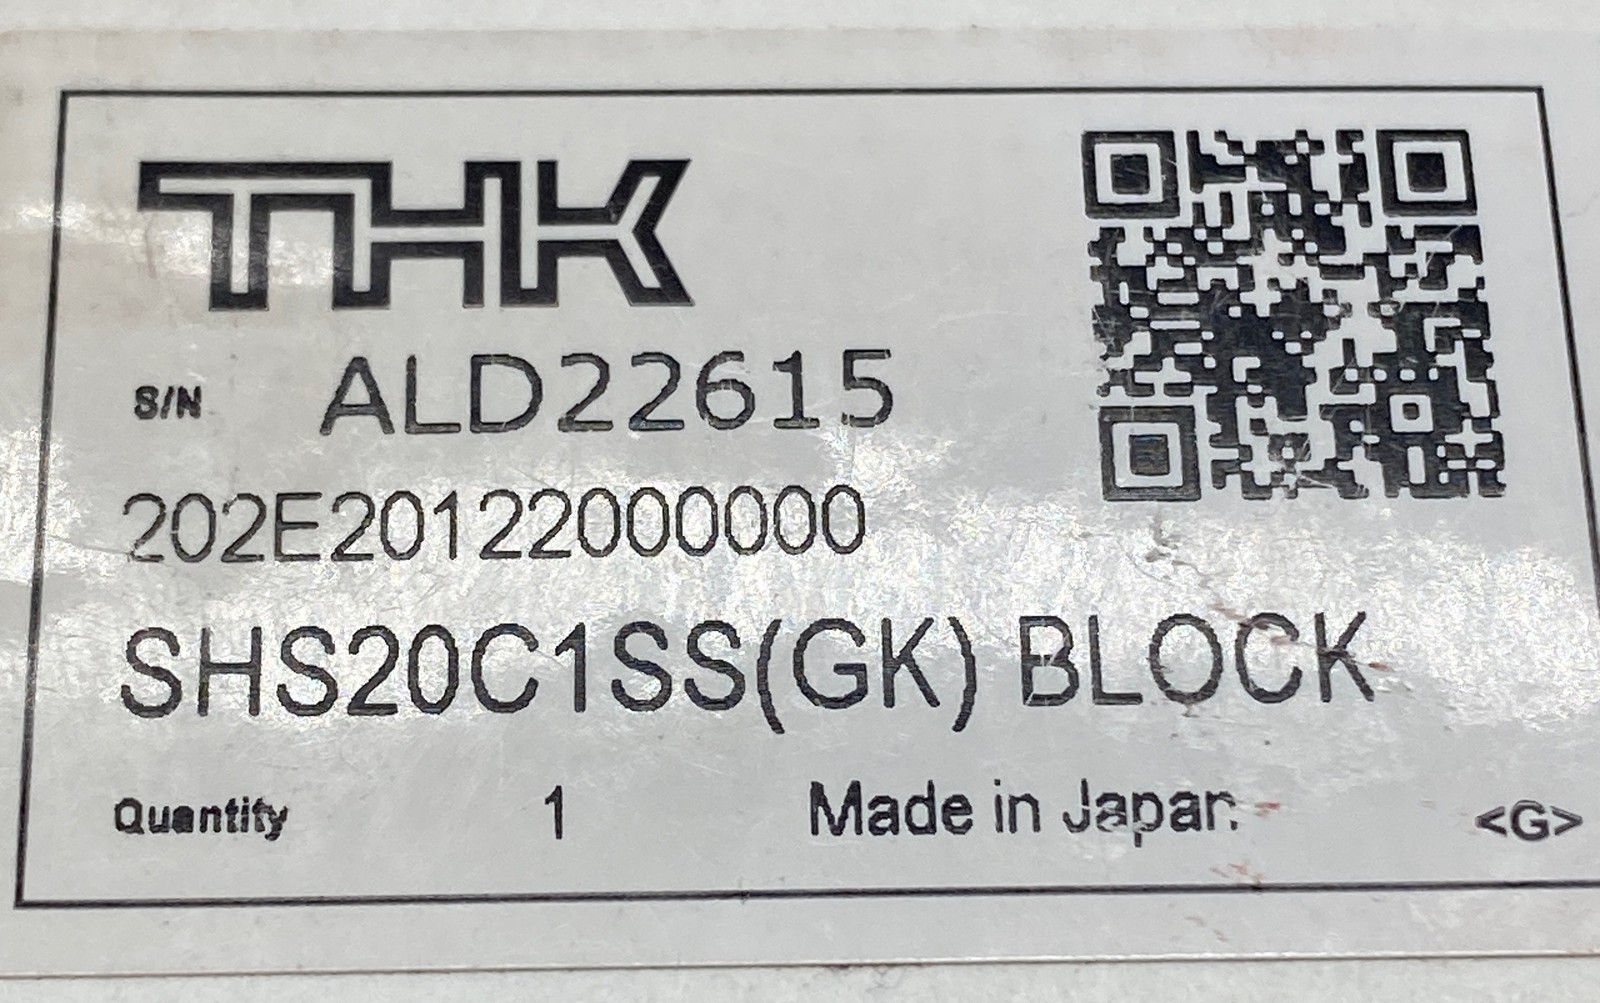 THK
S/N ALD22615
202E20122000000
SHS20C1SS(GK) BLOCK
Quantity 1 Made in Japan <G>